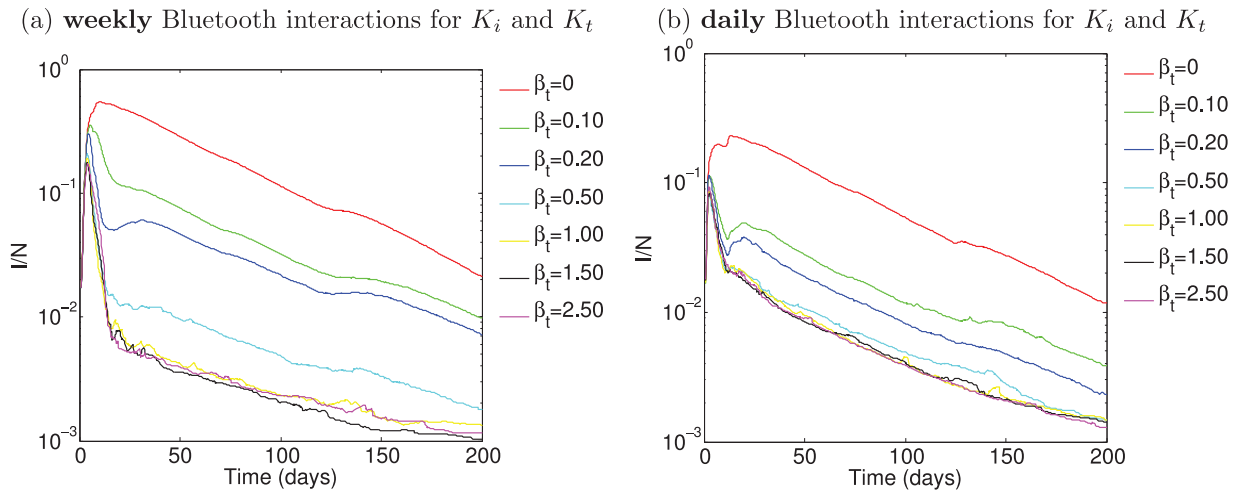 (a) weekly Bluetooth interactions for K_i and K_t
10^0
10^-1
10^-2
10^-3
I/N
0 50 100 150 200
Time (days)
β_t=0
β_t=0.10
β_t=0.20
β_t=0.50
β_t=1.00
β_t=1.50
β_t=2.50
(b) daily Bluetooth interactions for K_i and K_t
10^0
10^-1
10^-2
10^-3
I/N
0 50 100 150 200
Time (days)
β_t=0
β_t=0.10
β_t=0.20
β_t=0.50
β_t=1.00
β_t=1.50
β_t=2.50